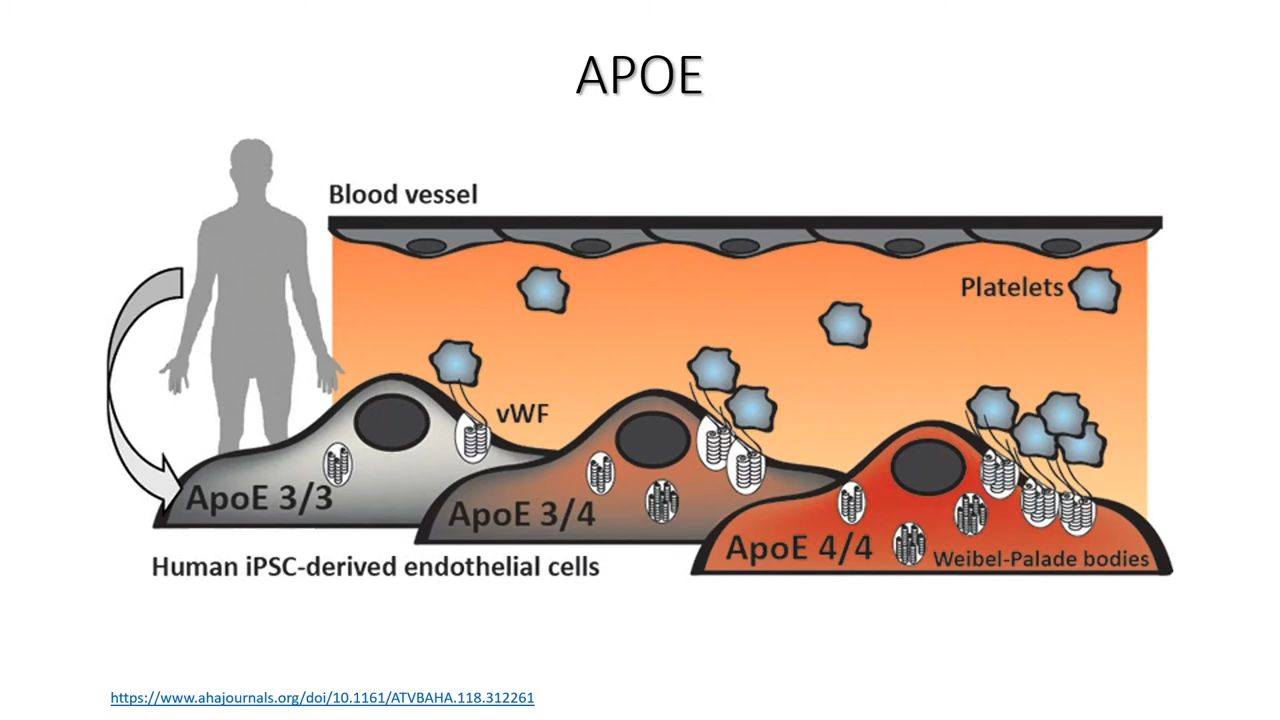 APOE
Blood vessel
Platelets
vWF
ApoE 3/3
ApoE 3/4
ApoE 4/4
Weibel-Palade bodies
Human iPSC-derived endothelial cells
https://www.ahajournals.org/doi/10.1161/ATVBAHA.118.312261